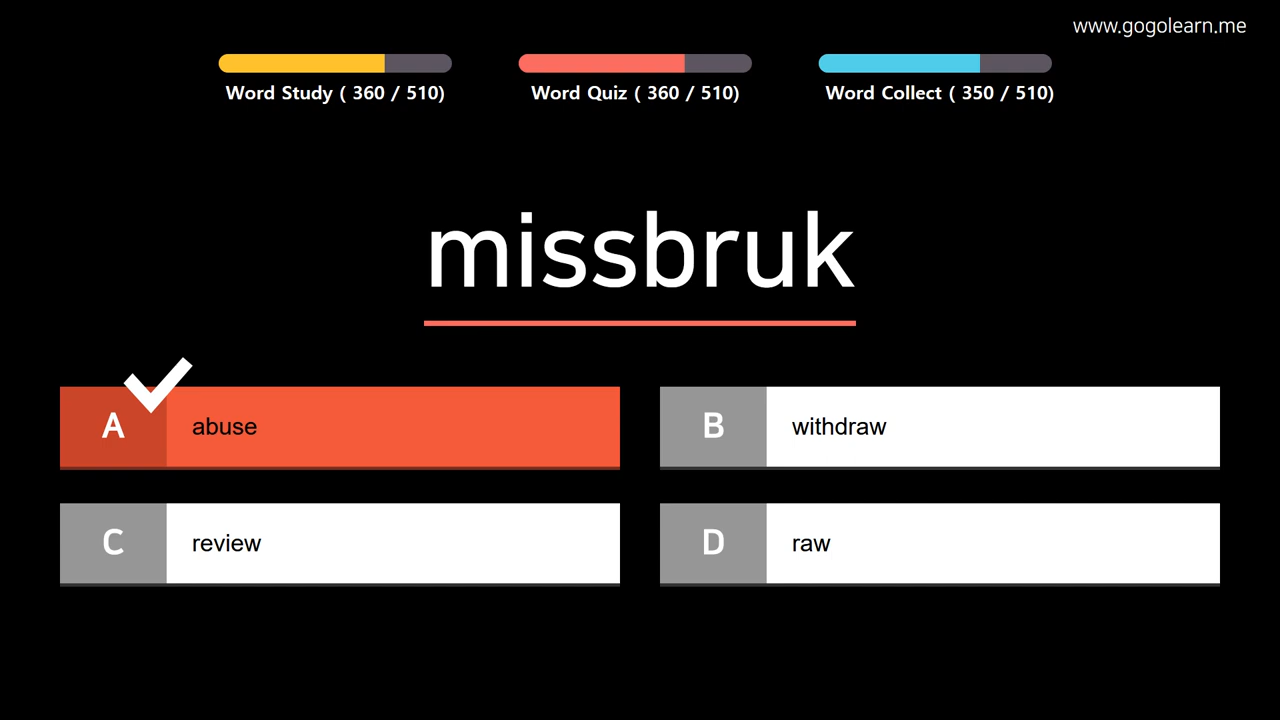 www.gogolearn.me
Word Study ( 360 / 510)
Word Quiz ( 360 / 510)
Word Collect ( 350 / 510)
missbruk
A abuse
B withdraw
C review
D raw